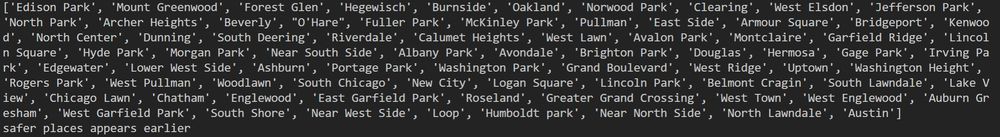 ['Edison Park', 'Mount Greenwood', 'Forest Glen', 'Hegewisch', 'Burnside', 'Oakland', 'Norwood Park', 'Clearing', 'West Elsdon', 'Jefferson Park',
'North Park', 'Archer Heights', 'Beverly', "O'Hare", 'Fuller Park', 'McKinley Park', 'Pullman', 'East Side', 'Armour Square', 'Bridgeport', 'Kenwoo
d', 'North Center', 'Dunning', 'South Deering', 'Riverdale', 'Calumet Heights', 'West Lawn', 'Avalon Park', 'Montclaire', 'Garfield Ridge', 'Lincol
n Square', 'Hyde Park', 'Morgan Park', 'Near South Side', 'Albany Park', 'Avondale', 'Brighton Park', 'Douglas', 'Hermosa', 'Gage Park', 'Irving Pa
rk', 'Edgewater', 'Lower West Side', 'Ashburn', 'Portage Park', 'Washington Park', 'Grand Boulevard', 'West Ridge', 'Uptown', 'Washington Height',
'Rogers Park', 'West Pullman', 'Woodlawn', 'South Chicago', 'New City', 'Logan Square', 'Lincoln Park', 'Belmont Cragin', 'South Lawndale', 'Lake V
iew', 'Chicago Lawn', 'Chatham', 'Englewood', 'East Garfield Park', 'Roseland', 'Greater Grand Crossing', 'West Town', 'West Englewood', 'Auburn Gr
esham', 'West Garfield Park', 'South Shore', 'Near West Side', 'Loop', 'Humboldt park', 'Near North Side', 'North Lawndale', 'Austin']
safer places appears earlier